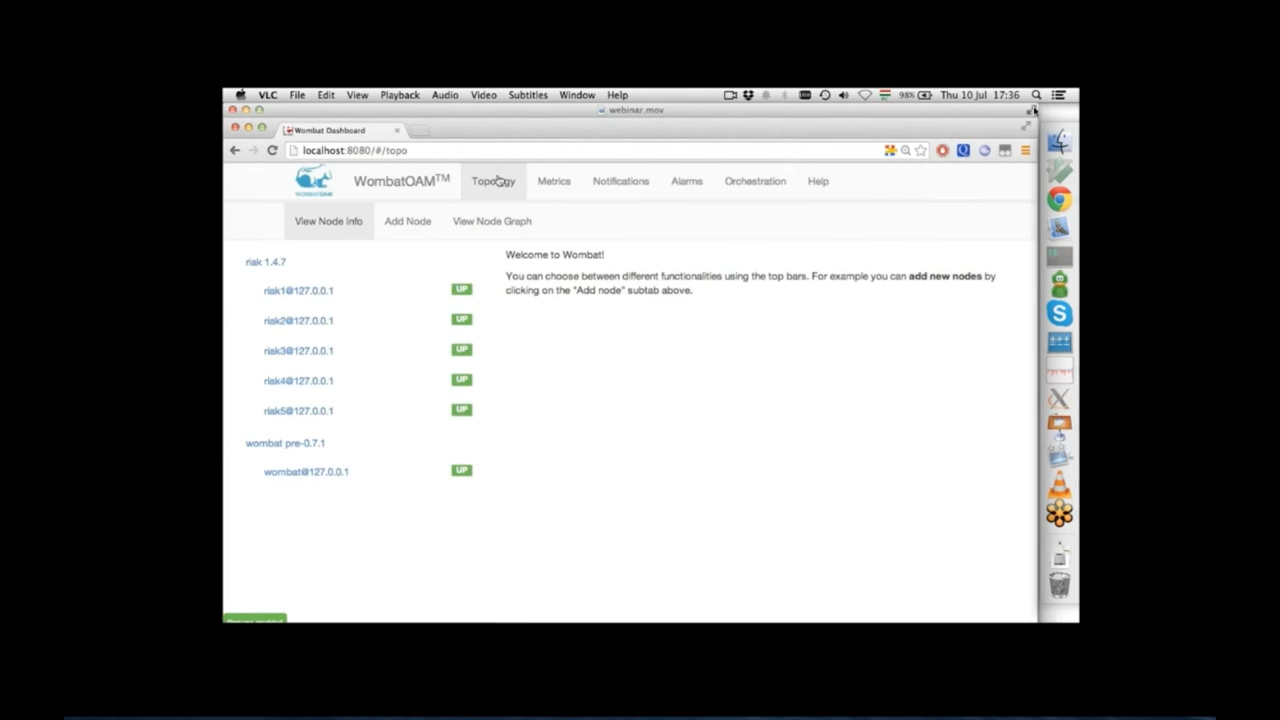 VLC File Edit View Playback Audio Video Subtitles Window Help 98% Thu 10 Jul 17:36
webinar.mov
Wombat Dashboard
localhost:8080/#/topo
WOMBATOAM WombatOAM™ Topology Metrics Notifications Alarms Orchestration Help
View Node Info Add Node View Node Graph
riak 1.4.7
Welcome to Wombat!
You can choose between different functionalities using the top bars. For example you can add new nodes by
clicking on the "Add node" subtab above.
riak1@127.0.0.1 UP
riak2@127.0.0.1 UP
riak3@127.0.0.1 UP
riak4@127.0.0.1 UP
riak5@127.0.0.1 UP
wombat pre-0.7.1
wombat@127.0.0.1 UP